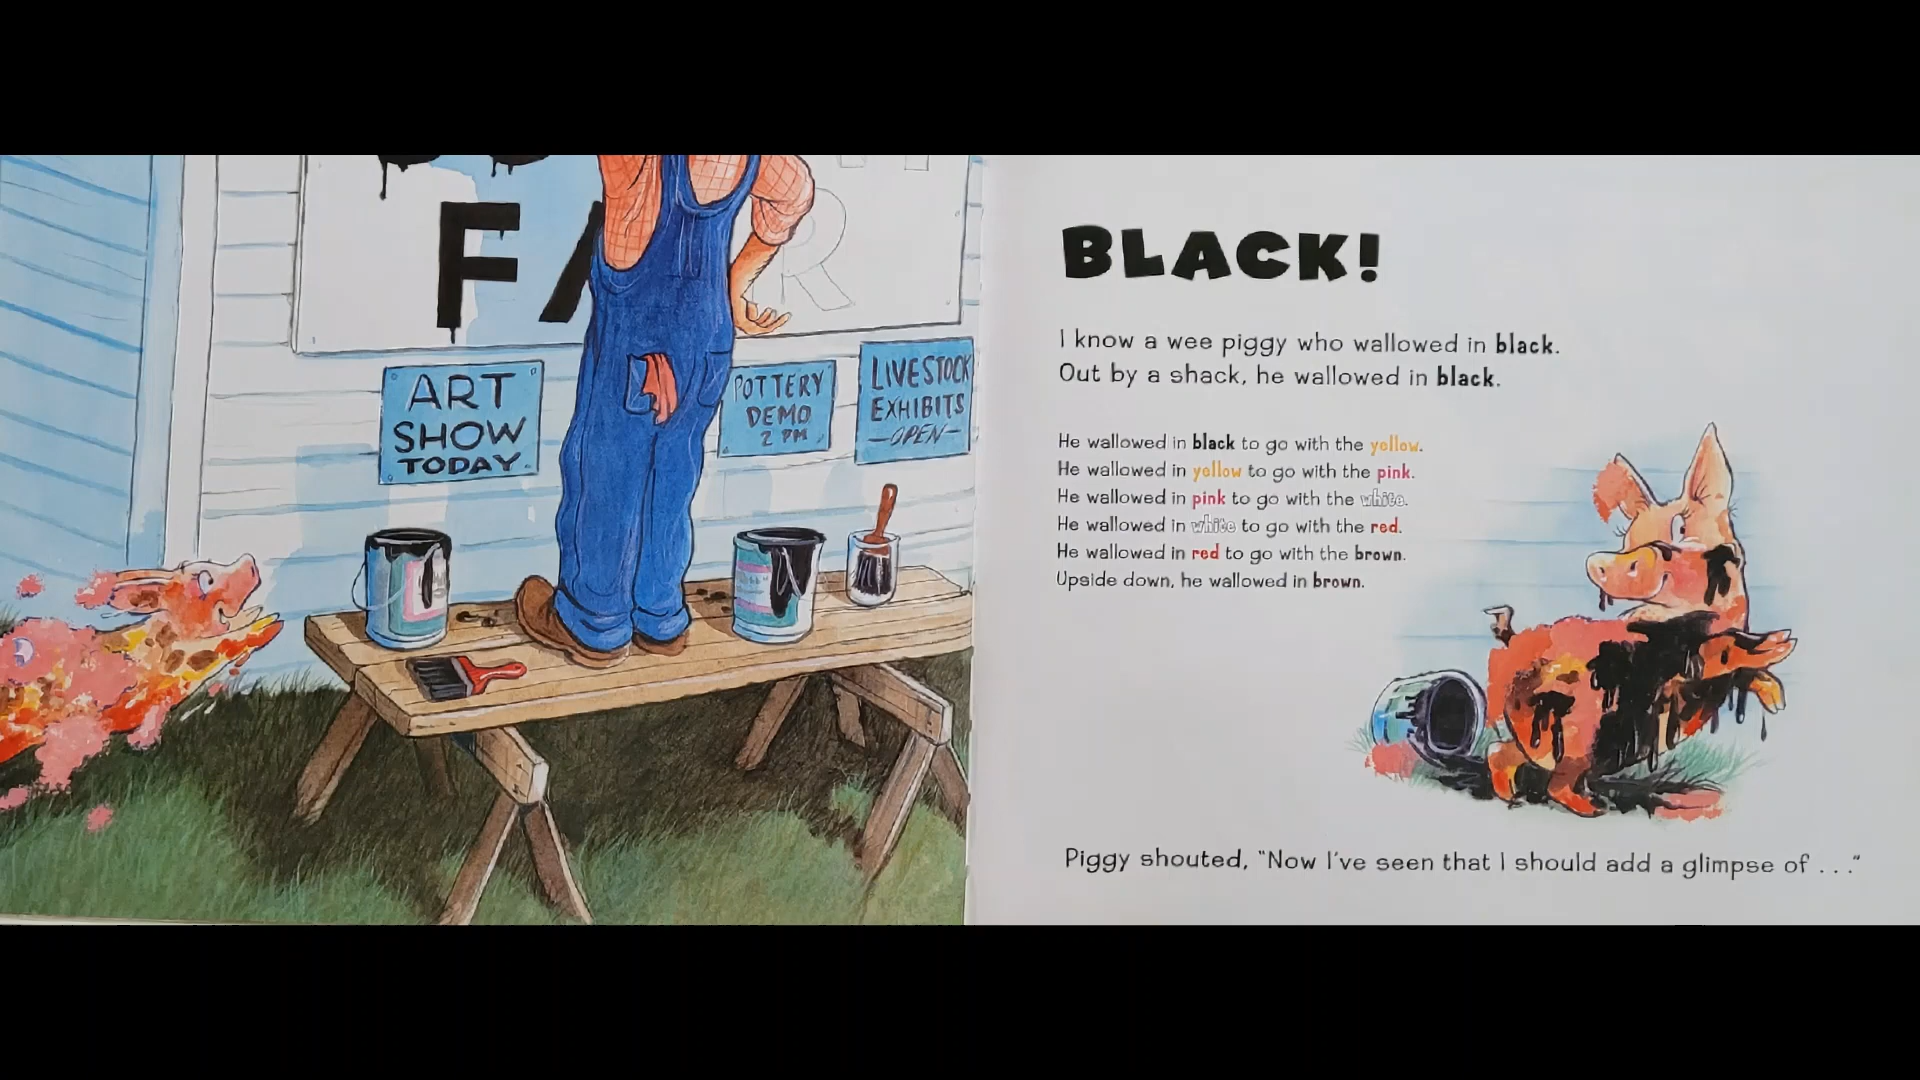 FA
ART
SHOW
TODAY
POTTERY
DEMO
2 PM
LIVESTOCK
EXHIBITS
—OPEN—
BLACK!
I know a wee piggy who wallowed in black.
Out by a shack, he wallowed in black.
He wallowed in black to go with the yellow.
He wallowed in yellow to go with the pink.
He wallowed in pink to go with the white.
He wallowed in white to go with the red.
He wallowed in red to go with the brown.
Upside down, he wallowed in brown.
Piggy shouted, "Now I've seen that I should add a glimpse of . . ."